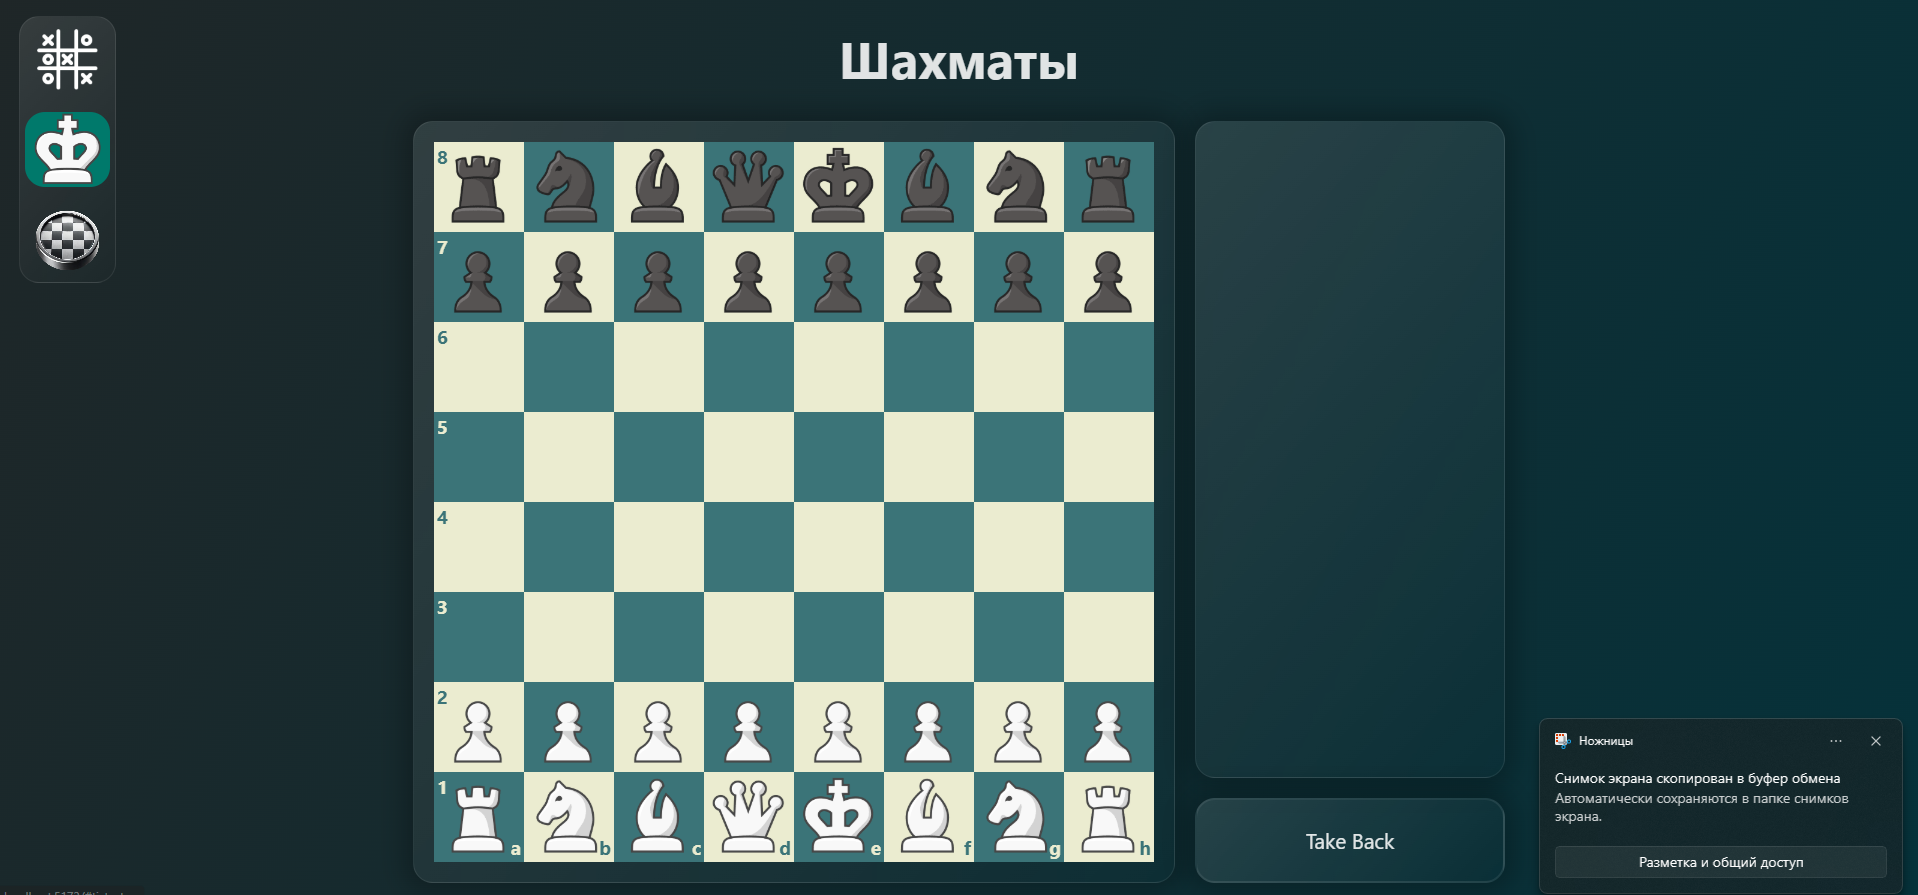 Шахматы
8
7
6
5
4
3
2
1
a b c d e f g h
Take Back
Ножницы
Снимок экрана скопирован в буфер обмена
Автоматически сохраняются в папке снимков
экрана.
Разметка и общий доступ